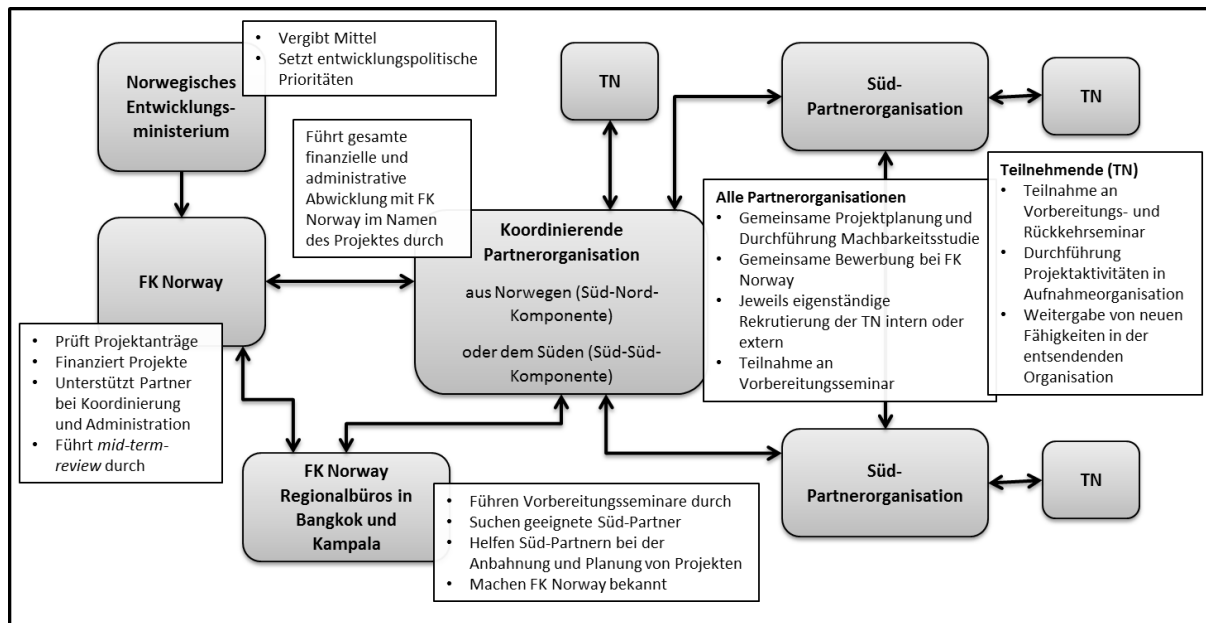 Norwegisches
Entwicklungs-
ministerium
• Vergibt Mittel
• Setzt entwicklungspolitische
Prioritäten
TN
Süd-
Partnerorganisation
TN
Führt gesamte
finanzielle und
administrative
Abwicklung mit FK
Norway im Namen
des Projektes durch
FK Norway
• Prüft Projektanträge
• Finanziert Projekte
• Unterstützt Partner
bei Koordinierung
und Administration
• Führt mid-term-
review durch
Koordinierende
Partnerorganisation
aus Norwegen (Süd-Nord-
Komponente)
oder dem Süden (Süd-Süd-
Komponente)
Alle Partnerorganisationen
• Gemeinsame Projektplanung und
Durchführung Machbarkeitsstudie
• Gemeinsame Bewerbung bei FK
Norway
• Jeweils eigenständige
Rekrutierung der TN intern oder
extern
• Teilnahme an
Vorbereitungsseminar
Teilnehmende (TN)
• Teilnahme an
Vorbereitungs- und
Rückkehrseminar
• Durchführung
Projektaktivitäten in
Aufnahmeorganisation
• Weitergabe von neuen
Fähigkeiten in der
entsendenden
Organisation
FK Norway
Regionalbüros in
Bangkok und
Kampala
• Führen Vorbereitungsseminare durch
• Suchen geeignete Süd-Partner
• Helfen Süd-Partnern bei der
Anbahnung und Planung von Projekten
• Machen FK Norway bekannt
Süd-
Partnerorganisation
TN